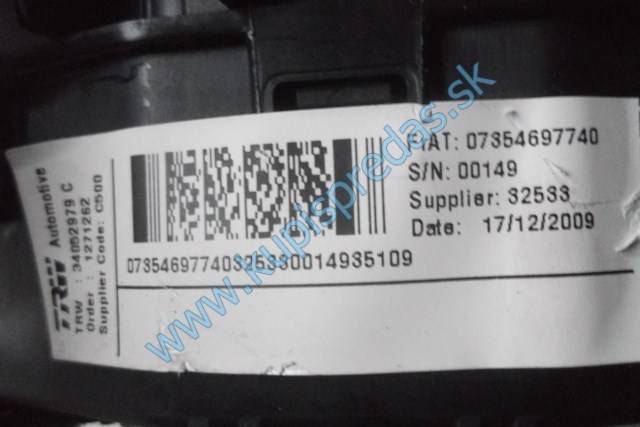 TRW Automotive
TRW : 34052979 C
Order : 1271262
Supplier Code: C500
07354697740325330014935109
FIAT: 07354697740
S/N: 00149
Supplier: 32533
Date: 17/12/2009
www.kupispredas.sk